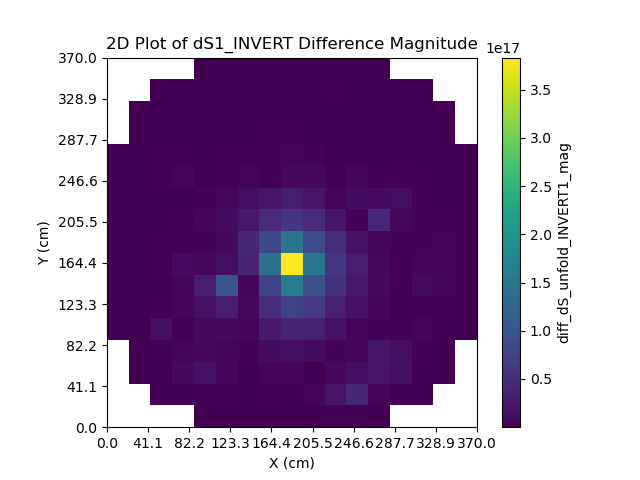 2D Plot of dS1_INVERT Difference Magnitude
1e17
370.0
328.9
287.7
246.6
205.5
164.4
123.3
82.2
41.1
0.0
Y (cm)
0.0 41.1 82.2 123.3 164.4 205.5 246.6 287.7 328.9 370.0
X (cm)
3.5
3.0
2.5
2.0
1.5
1.0
0.5
diff_dS_unfold_INVERT1_mag